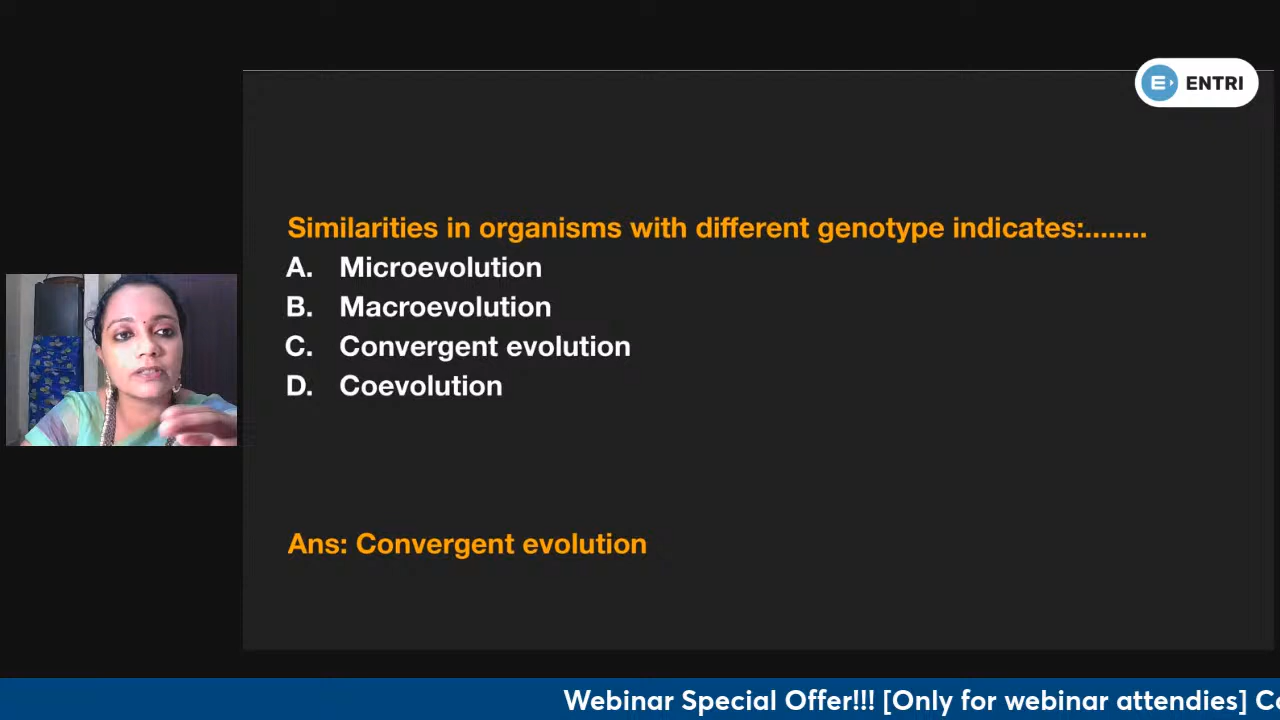 ENTRI
Similarities in organisms with different genotype indicates:........
A. Microevolution
B. Macroevolution
C. Convergent evolution
D. Coevolution
Ans: Convergent evolution
Webinar Special Offer!!! [Only for webinar attendies]